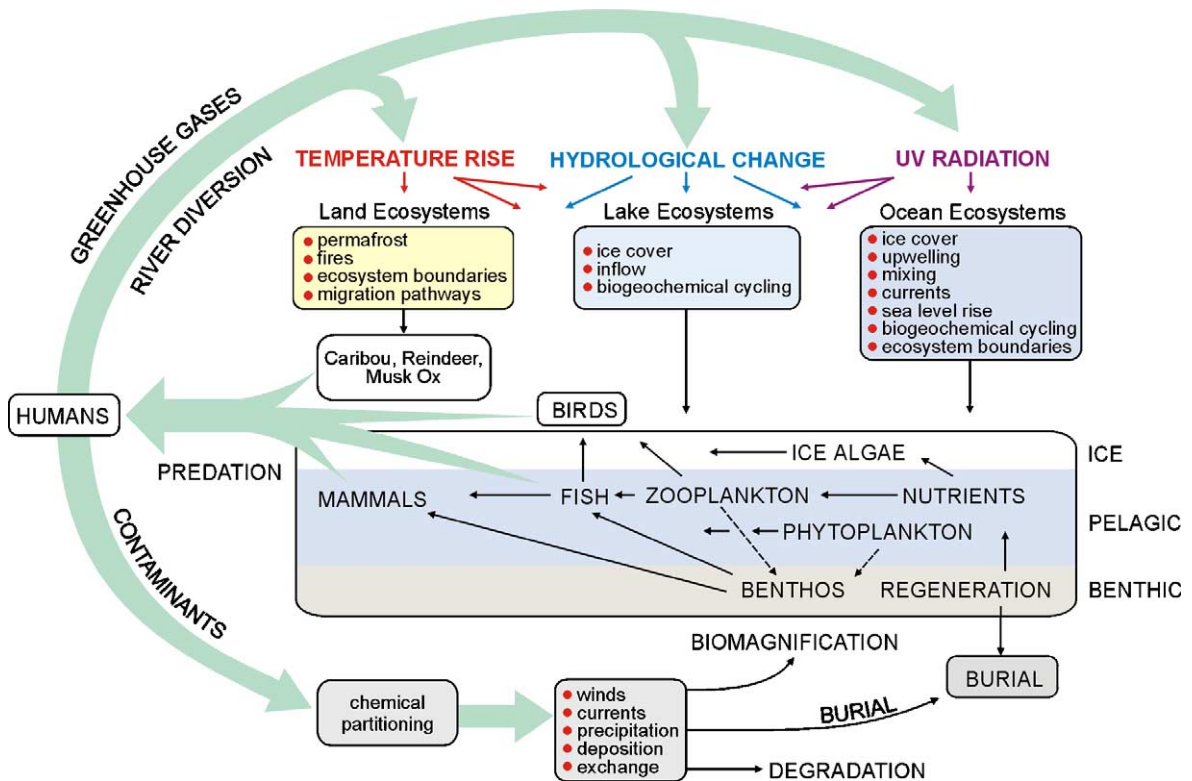 GREENHOUSE GASES
RIVER DIVERSION
TEMPERATURE RISE
HYDROLOGICAL CHANGE
UV RADIATION
Land Ecosystems
permafrost
fires
ecosystem boundaries
migration pathways
Lake Ecosystems
ice cover
inflow
biogeochemical cycling
Ocean Ecosystems
ice cover
upwelling
mixing
currents
sea level rise
biogeochemical cycling
ecosystem boundaries
Caribou, Reindeer,
Musk Ox
HUMANS
BIRDS
PREDATION
ICE ALGAE
ICE
MAMMALS
FISH
ZOOPLANKTON
NUTRIENTS
PHYTOPLANKTON
PELAGIC
BENTHOS
REGENERATION
BENTHIC
CONTAMINANTS
BIOMAGNIFICATION
BURIAL
chemical
partitioning
winds
currents
precipitation
deposition
exchange
BURIAL
DEGRADATION